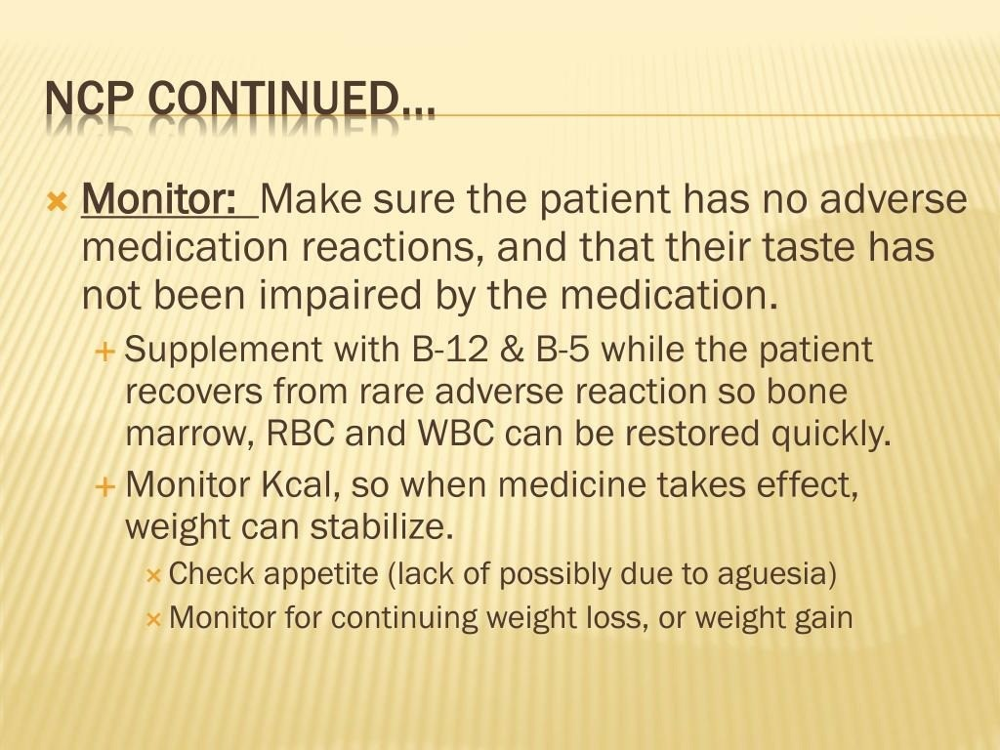 NCP CONTINUED...
Monitor: Make sure the patient has no adverse
medication reactions, and that their taste has
not been impaired by the medication.
Supplement with B-12 & B-5 while the patient
recovers from rare adverse reaction so bone
marrow, RBC and WBC can be restored quickly.
Monitor Kcal, so when medicine takes effect,
weight can stabilize.
Check appetite (lack of possibly due to aguesia)
Monitor for continuing weight loss, or weight gain